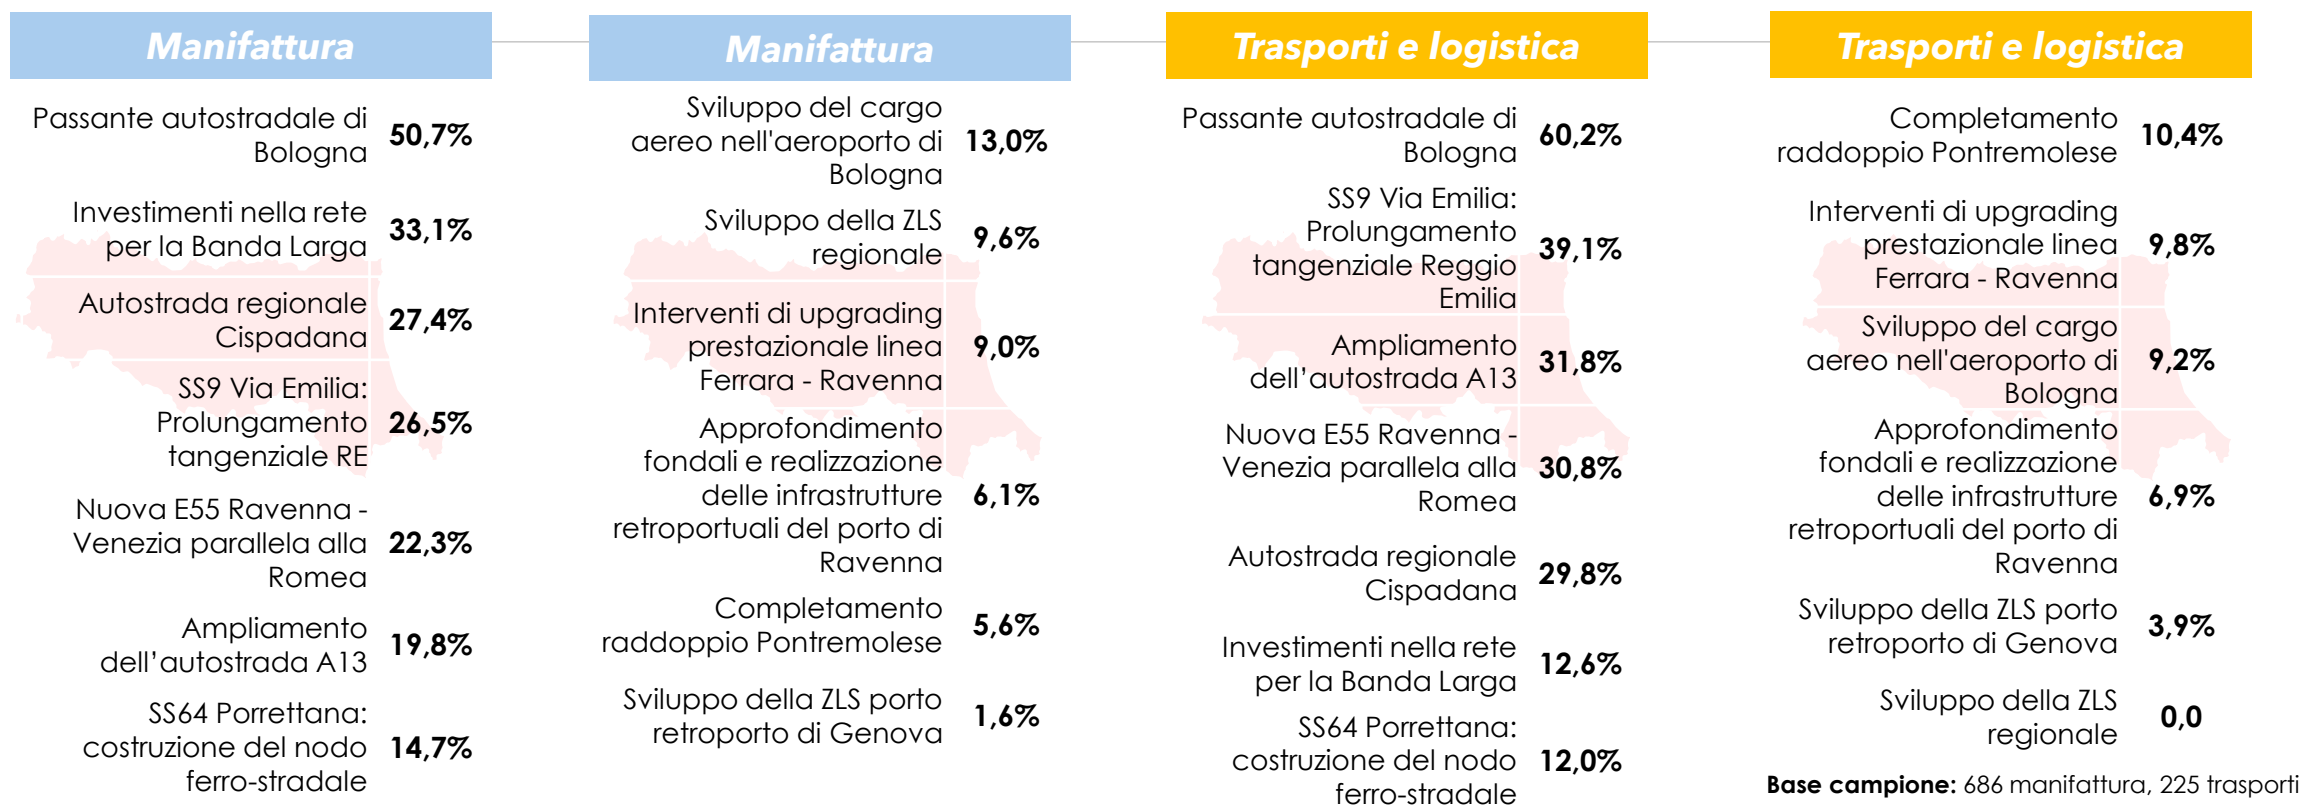 Manifattura
Passante autostradale di
Bologna
50,7%
Investimenti nella rete
per la Banda Larga
33,1%
Autostrada regionale
Cispadana
27,4%
SS9 Via Emilia:
Prolungamento
tangenziale RE
26,5%
Nuova E55 Ravenna -
Venezia parallela alla
Romea
22,3%
Ampliamento
dell’autostrada A13
19,8%
SS64 Porrettana:
costruzione del nodo
ferro-stradale
14,7%
Manifattura
Sviluppo del cargo
aereo nell'aeroporto di
Bologna
13,0%
Sviluppo della ZLS
regionale
9,6%
Interventi di upgrading
prestazionale linea
Ferrara - Ravenna
9,0%
Approfondimento
fondali e realizzazione
delle infrastrutture
retroportuali del porto di
Ravenna
6,1%
Completamento
raddoppio Pontremolese
5,6%
Sviluppo della ZLS porto
retroporto di Genova
1,6%
Trasporti e logistica
Passante autostradale di
Bologna
60,2%
SS9 Via Emilia:
Prolungamento
tangenziale Reggio
Emilia
39,1%
Ampliamento
dell’autostrada A13
31,8%
Nuova E55 Ravenna -
Venezia parallela alla
Romea
30,8%
Autostrada regionale
Cispadana
29,8%
Investimenti nella rete
per la Banda Larga
12,6%
SS64 Porrettana:
costruzione del nodo
ferro-stradale
12,0%
Trasporti e logistica
Completamento
raddoppio Pontremolese
10,4%
Interventi di upgrading
prestazionale linea
Ferrara - Ravenna
9,8%
Sviluppo del cargo
aereo nell'aeroporto di
Bologna
9,2%
Approfondimento
fondali e realizzazione
delle infrastrutture
retroportuali del porto di
Ravenna
6,9%
Sviluppo della ZLS porto
retroporto di Genova
3,9%
Sviluppo della ZLS
regionale
0,0
Base campione: 686 manifattura, 225 trasporti